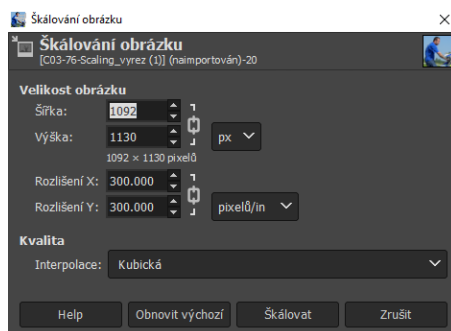 Škálování obrázku
Škálování obrázku
[C03-76-Scaling_vyrez (1)] (naimportován)-20
Velikost obrázku
Šířka: 1092
Výška: 1130 px
1092 × 1130 pixelů
Rozlišení X: 300.000
Rozlišení Y: 300.000 pixelů/in
Kvalita
Interpolace: Kubická
Help Obnovit výchozí Škálovat Zrušit